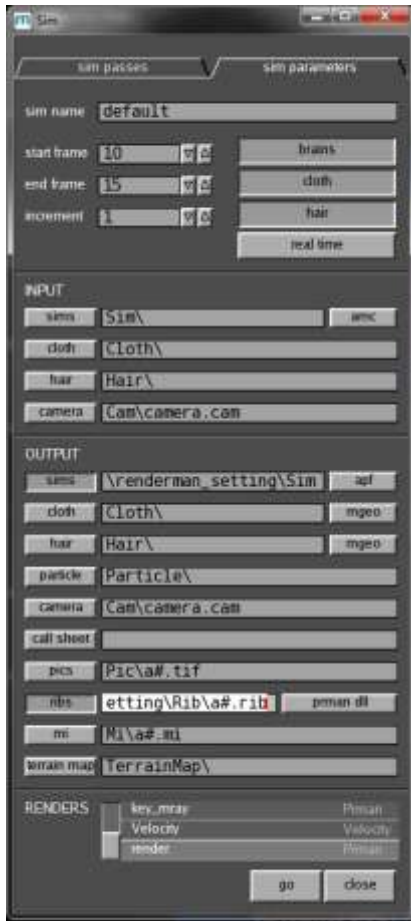 Sim
sim passes
sim parameters
sim name default
start frame 10 brains
end frame 15 cloth
increment 1 hair
real time
INPUT
sims Sim\ amc
cloth Cloth\
hair Hair\
camera Cam\camera.cam
OUTPUT
sims \renderman_setting\Sim apf
cloth Cloth\ mgeo
hair Hair\ mgeo
particle Particle\
camera Cam\camera.cam
call sheet
pics Pic\a#.tif
ribs etting\Rib\a#.rib prman dll
mi Mi\a#.mi
terrain map TerrainMap\
RENDERS key_mray Prman
Velocity Velocity
render Prman
go close